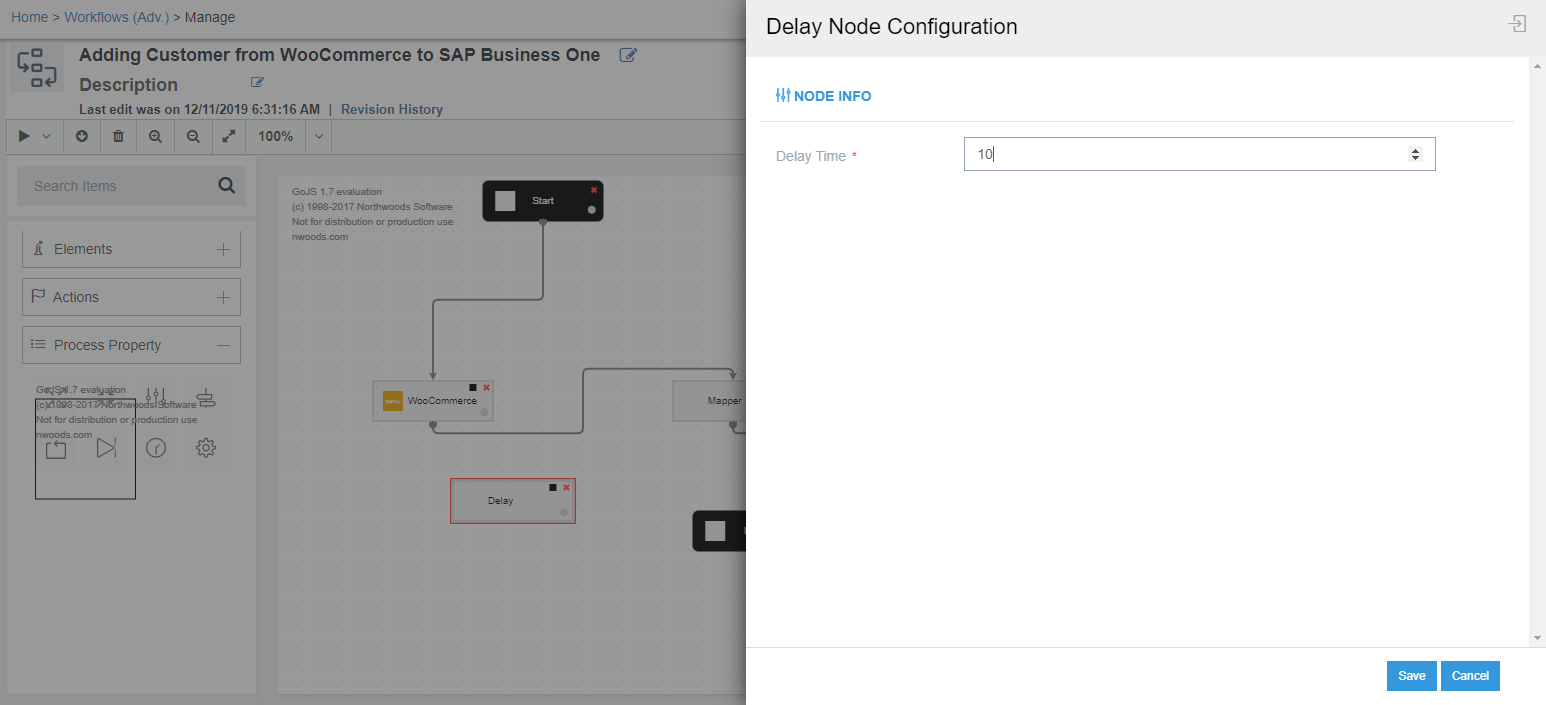 Home > Workflows (Adv.) > Manage
Adding Customer from WooCommerce to SAP Business One
Description
Last edit was on 12/11/2019 6:31:16 AM | Revision History
100%
Search Items
Elements
Actions
Process Property
GoJS 1.7 evaluation
(c) 1998-2017 Northwoods Software
Not for distribution or production use
nwoods.com
GoJS 1.7 evaluation
(c) 1998-2017 Northwoods Software
Not for distribution or production use
nwoods.com
Start
WooCommerce
Mapper
Delay
Delay Node Configuration
NODE INFO
Delay Time *
10
Save
Cancel